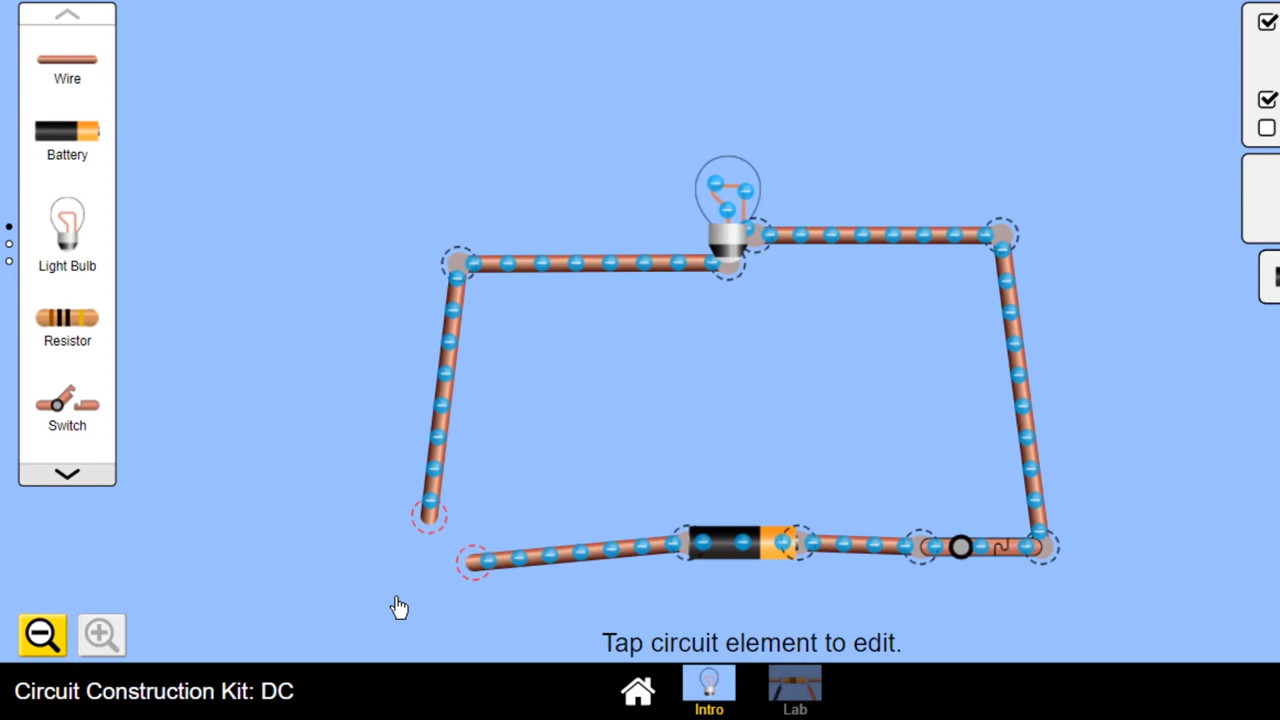 Wire
Battery
Light Bulb
Resistor
Switch
Tap circuit element to edit.
Circuit Construction Kit: DC
Intro
Lab